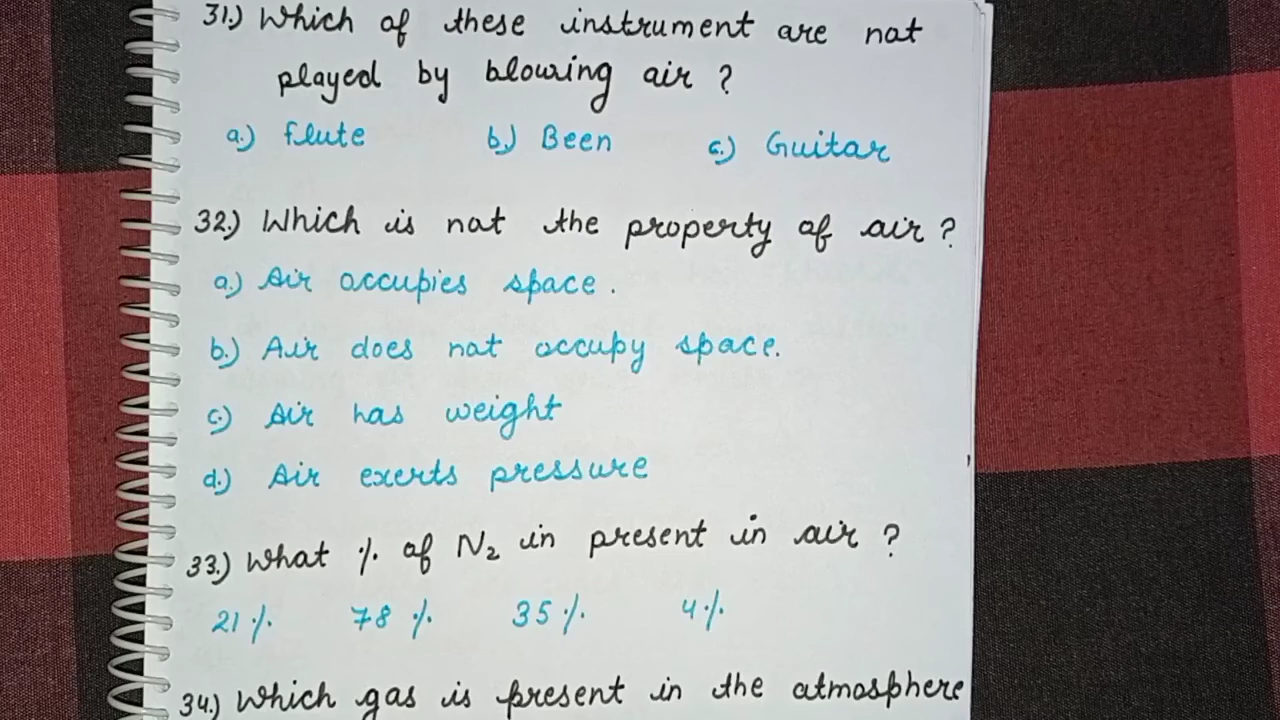 31.) Which of these instrument are not
played by blowing air ?
a.) Flute b.) Been c.) Guitar
32.) Which is not the property of air ?
a.) Air occupies space.
b.) Air does not occupy space.
c.) Air has weight
d.) Air exerts pressure
33.) What % of N₂ in present in air ?
21% 78% 35% 4%
34.) Which gas is present in the atmosphere